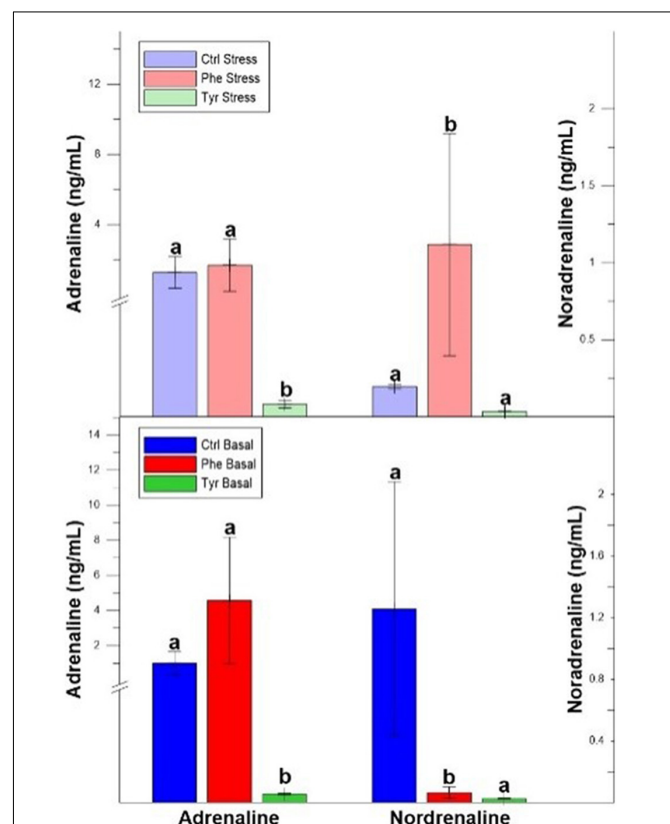 Ctrl Stress
Phe Stress
Tyr Stress
12
8
4
Adrenaline (ng/mL)
a
a
b
a
b
a
2
1.5
1
0.5
Noradrenaline (ng/mL)
Ctrl Basal
Phe Basal
Tyr Basal
14
12
10
8
6
4
2
Adrenaline (ng/mL)
a
a
b
a
b
a
2
1.6
1.2
0.8
0.4
Noradrenaline (ng/mL)
Adrenaline
Nordrenaline